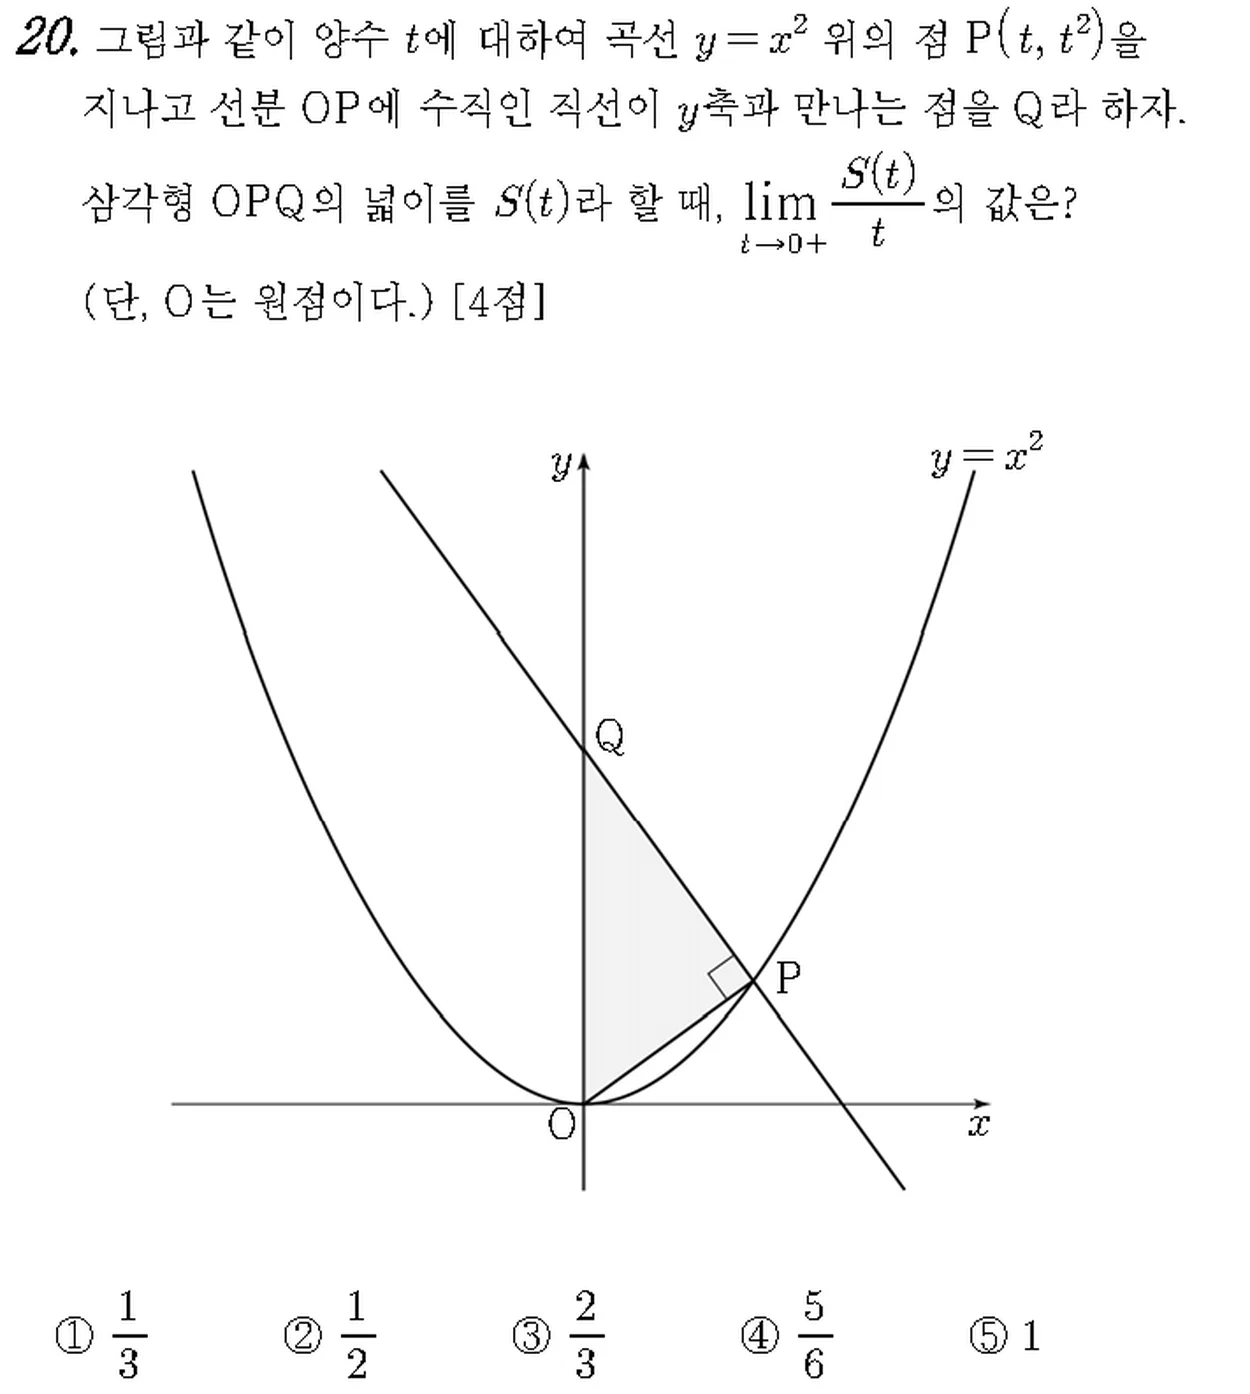 20. 그림과 같이 양수 t에 대하여 곡선 y=x² 위의 점 P(t, t²)을
지나고 선분 OP에 수직인 직선이 y축과 만나는 점을 Q라 하자.
삼각형 OPQ의 넓이를 S(t)라 할 때, lim t→0+ S(t)/t 의 값은?
(단, O는 원점이다.) [4점]
y
y=x²
Q
P
O
x
① 1/3 ② 1/2 ③ 2/3 ④ 5/6 ⑤ 1